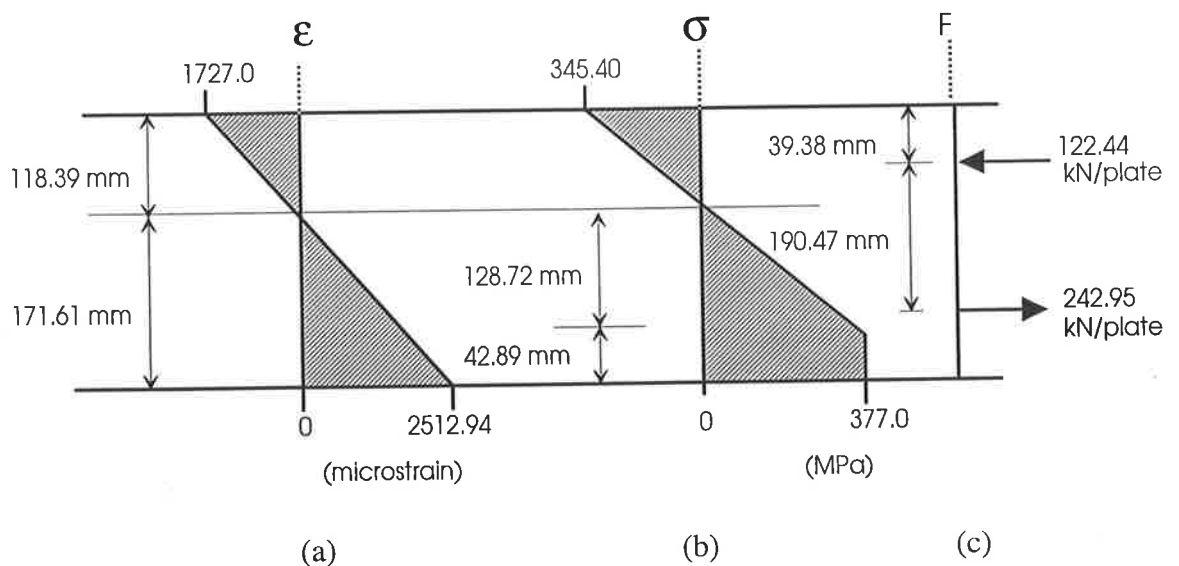 ε
σ
F
1727.0
345.40
118.39 mm
171.61 mm
128.72 mm
42.89 mm
39.38 mm
190.47 mm
122.44
kN/plate
242.95
kN/plate
0
2512.94
0
377.0
(microstrain)
(MPa)
(a)
(b)
(c)